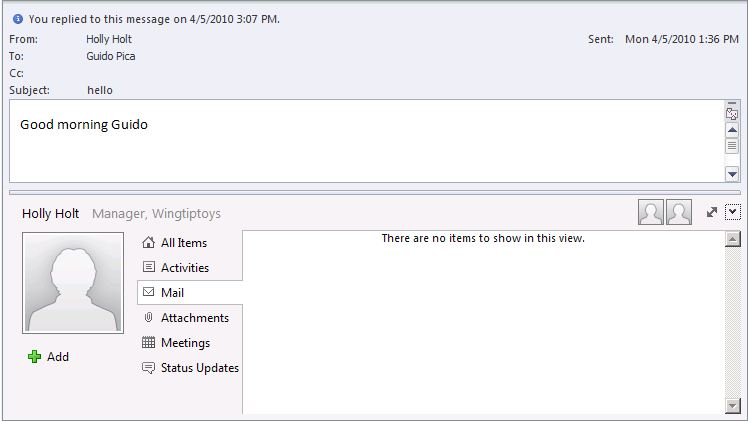 You replied to this message on 4/5/2010 3:07 PM.
From: Holly Holt Sent: Mon 4/5/2010 1:36 PM
To: Guido Pica
Cc:
Subject: hello
Good morning Guido
Holly Holt Manager, Wingtiptoys
There are no items to show in this view.
All Items
Activities
Mail
Attachments
Meetings
Status Updates
Add